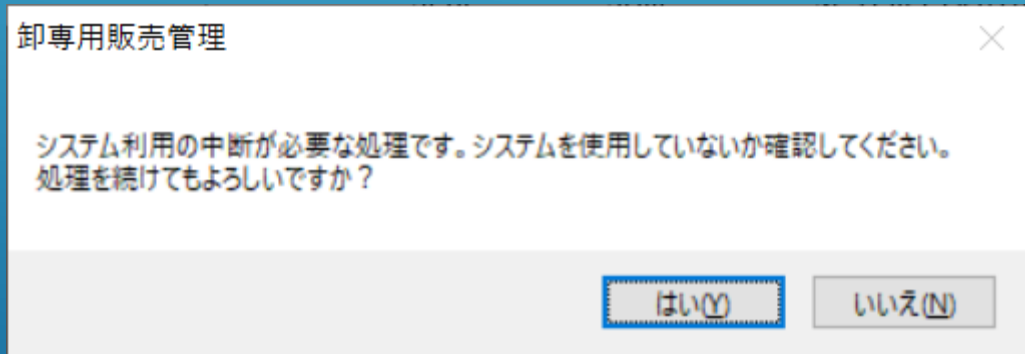 卸専用販売管理
システム利用の中断が必要な処理です。システムを使用していないか確認してください。
処理を続けてもよろしいですか？
はい(Y)
いいえ(N)